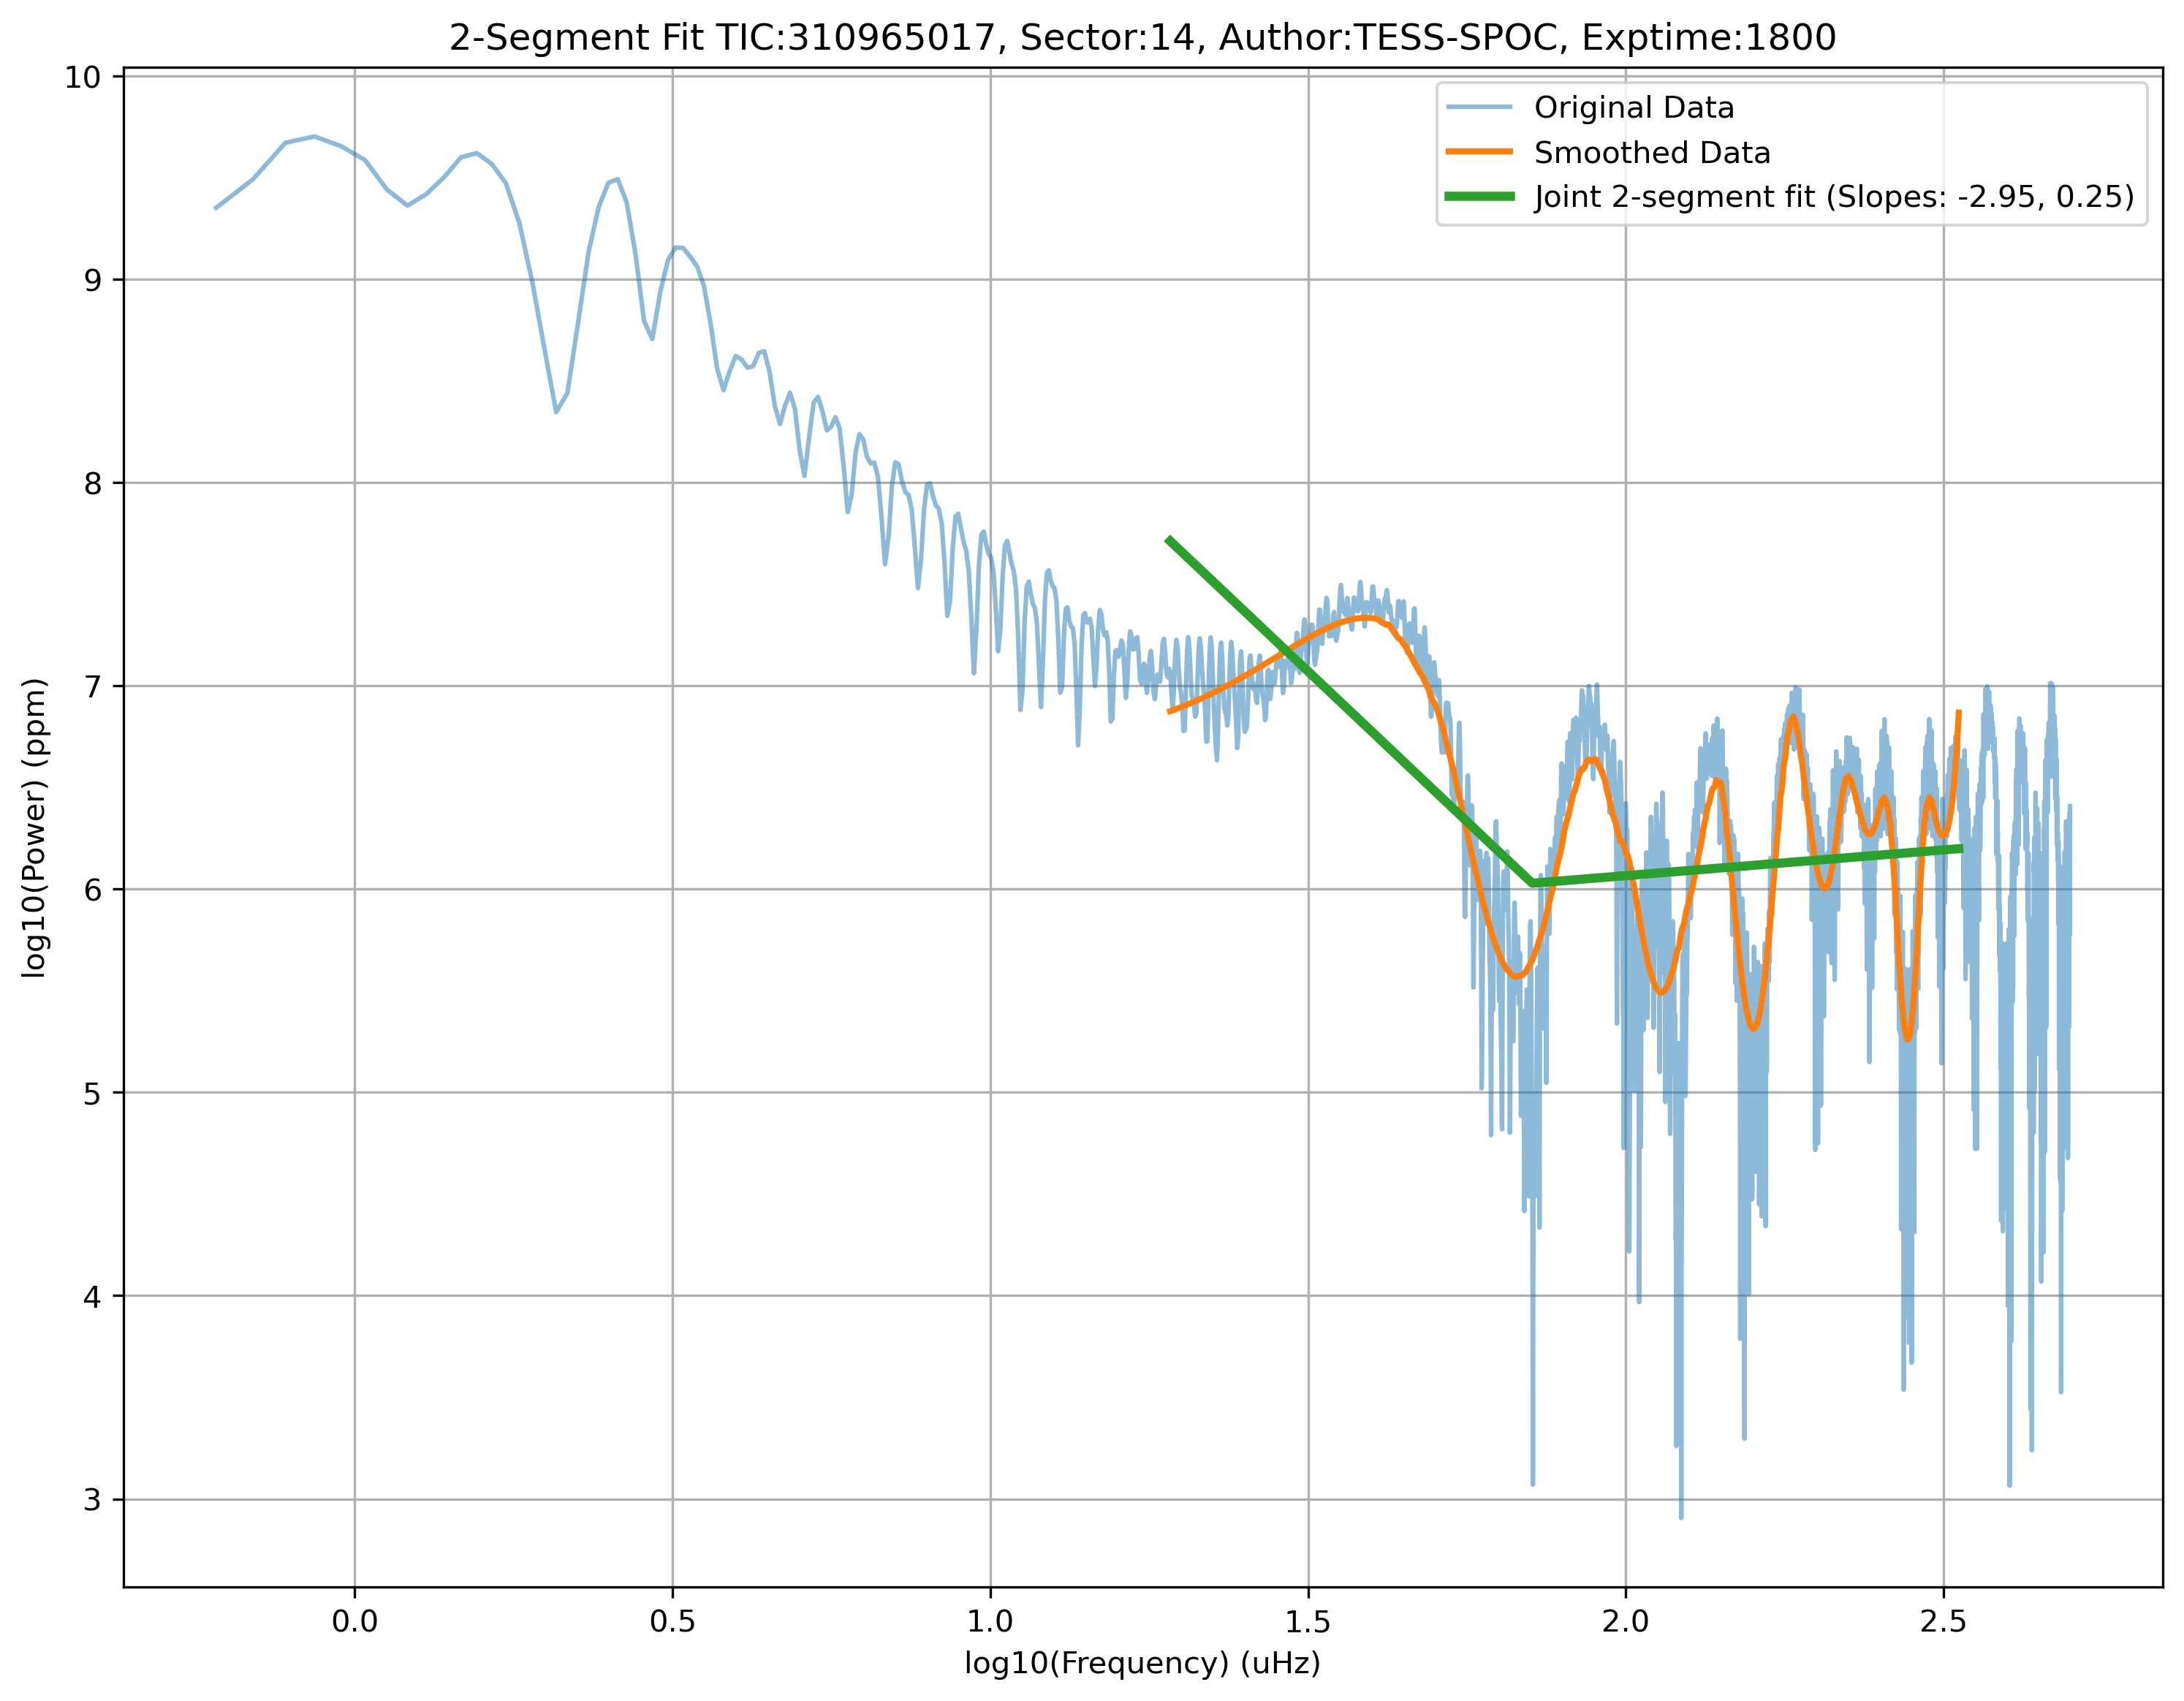 2-Segment Fit TIC:310965017, Sector:14, Author:TESS-SPOC, Exptime:1800
Original Data
Smoothed Data
Joint 2-segment fit (Slopes: -2.95, 0.25)
log10(Power) (ppm)
10
9
8
7
6
5
4
3
0.0 0.5 1.0 1.5 2.0 2.5
log10(Frequency) (uHz)